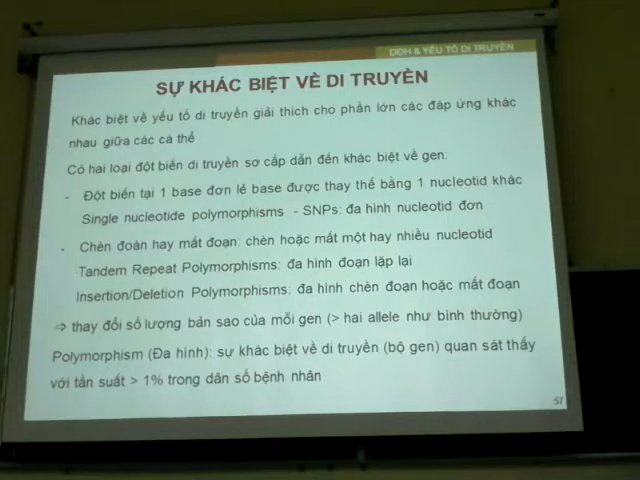 DĐH & YẾU TỐ DI TRUYỀN
SỰ KHÁC BIỆT VỀ DI TRUYỀN
Khác biệt về yếu tố di truyền giải thích cho phần lớn các đáp ứng khác
nhau giữa các cá thể
Có hai loại đột biến di truyền sơ cấp dẫn đến khác biệt về gen:
- Đột biến tại 1 base đơn lẻ base được thay thế bằng 1 nucleotid khác
Single nucleotide polymorphisms - SNPs: đa hình nucleotid đơn
- Chèn đoàn hay mất đoạn: chèn hoặc mất một hay nhiều nucleotid
Tandem Repeat Polymorphisms: đa hình đoạn lặp lại
Insertion/Deletion Polymorphisms: đa hình chèn đoạn hoặc mất đoạn
⇒ thay đổi số lượng bản sao của mỗi gen (> hai allele như bình thường)
Polymorphism (Đa hình): sự khác biệt về di truyền (bộ gen) quan sát thấy
với tần suất > 1% trong dân số bệnh nhân
57